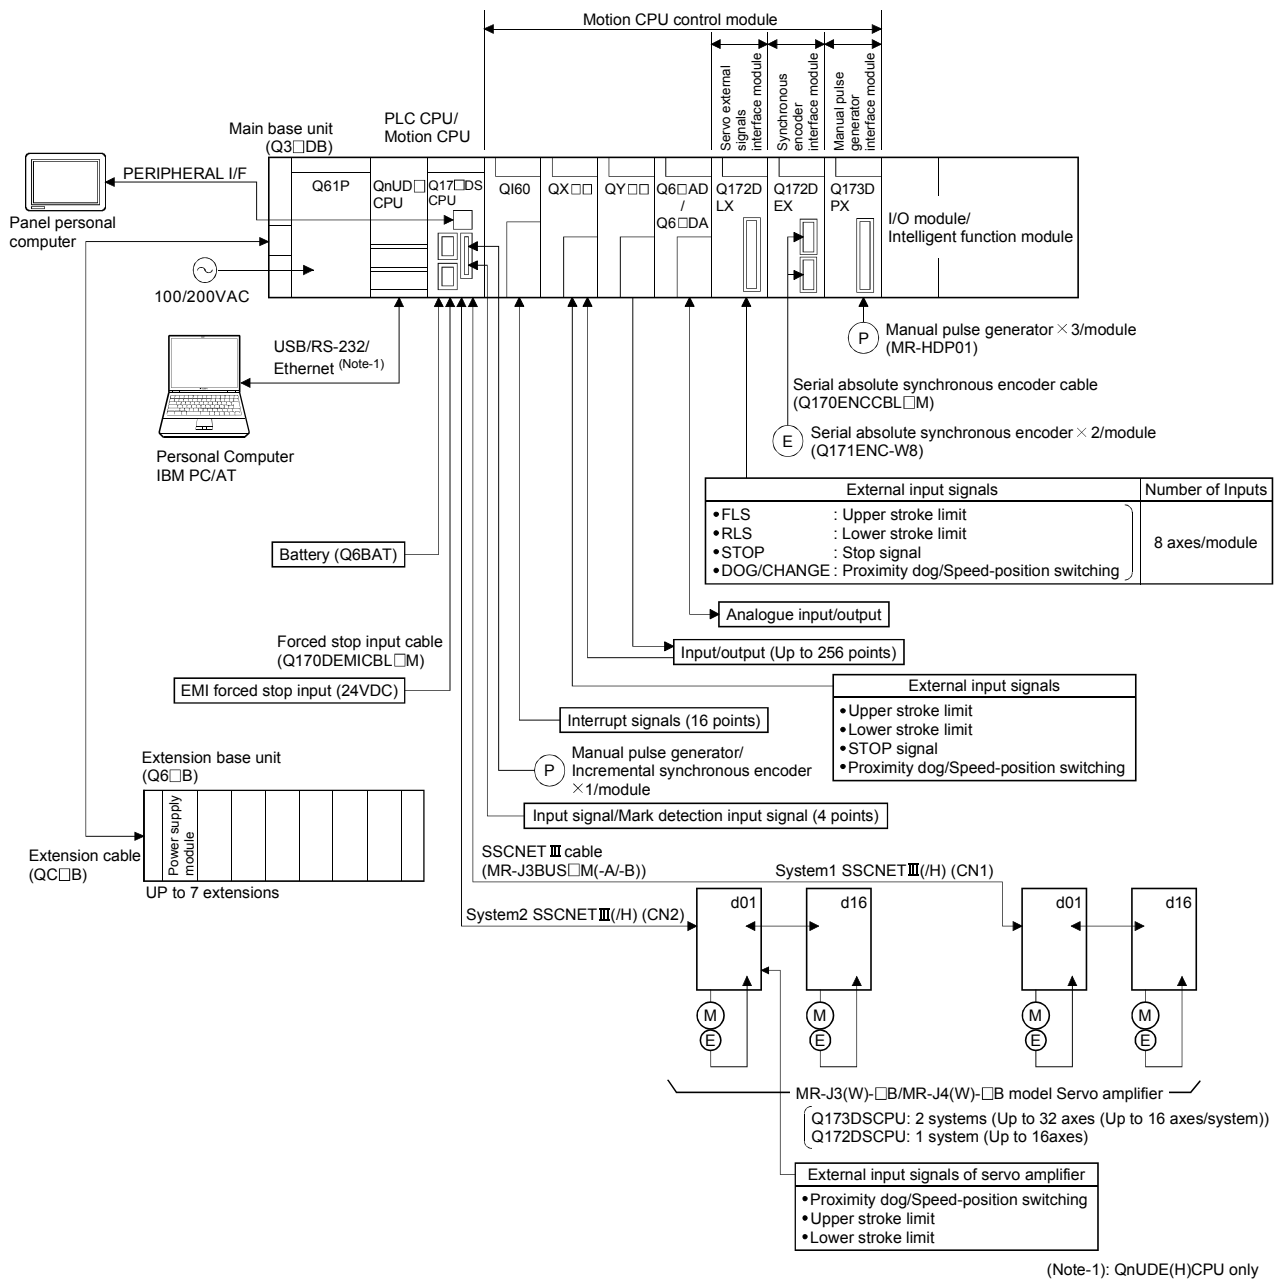 Motion CPU control module
Servo external
signals
interface module
Synchronous
encoder
interface module
Manual pulse
generator
interface module
PLC CPU/
Motion CPU
Main base unit
(Q3□DB)
PERIPHERAL I/F
Panel personal
computer
Q61P
QnUD□
CPU
Q17□DS
CPU
QI60
QX□□
QY□□
Q6□AD
/
Q6□DA
Q172D
LX
Q172D
EX
Q173D
PX
I/O module/
Intelligent function module
100/200VAC
USB/RS-232/
Ethernet (Note-1)
Personal Computer
IBM PC/AT
P
Manual pulse generator×3/module
(MR-HDP01)
Serial absolute synchronous encoder cable
(Q170ENCCBL□M)
E
Serial absolute synchronous encoder×2/module
(Q171ENC-W8)
External input signals
Number of Inputs
•FLS : Upper stroke limit
•RLS : Lower stroke limit
•STOP : Stop signal
•DOG/CHANGE : Proximity dog/Speed-position switching
8 axes/module
Battery (Q6BAT)
Analogue input/output
Forced stop input cable
(Q170DEMICBL□M)
Input/output (Up to 256 points)
EMI forced stop input (24VDC)
External input signals
•Upper stroke limit
•Lower stroke limit
•STOP signal
•Proximity dog/Speed-position switching
Interrupt signals (16 points)
P
Manual pulse generator/
Incremental synchronous encoder
×1/module
Extension base unit
(Q6□B)
Power supply
module
Input signal/Mark detection input signal (4 points)
Extension cable
(QC□B)
UP to 7 extensions
SSCNETⅢ cable
(MR-J3BUS□M(-A/-B))
System1 SSCNETⅢ(/H) (CN1)
System2 SSCNETⅢ(/H) (CN2)
d01
d16
d01
d16
M
M
M
M
E
E
E
E
MR-J3(W)-□B/MR-J4(W)-□B model Servo amplifier
Q173DSCPU: 2 systems (Up to 32 axes (Up to 16 axes/system))
Q172DSCPU: 1 system (Up to 16axes)
External input signals of servo amplifier
•Proximity dog/Speed-position switching
•Upper stroke limit
•Lower stroke limit
(Note-1): QnUDE(H)CPU only